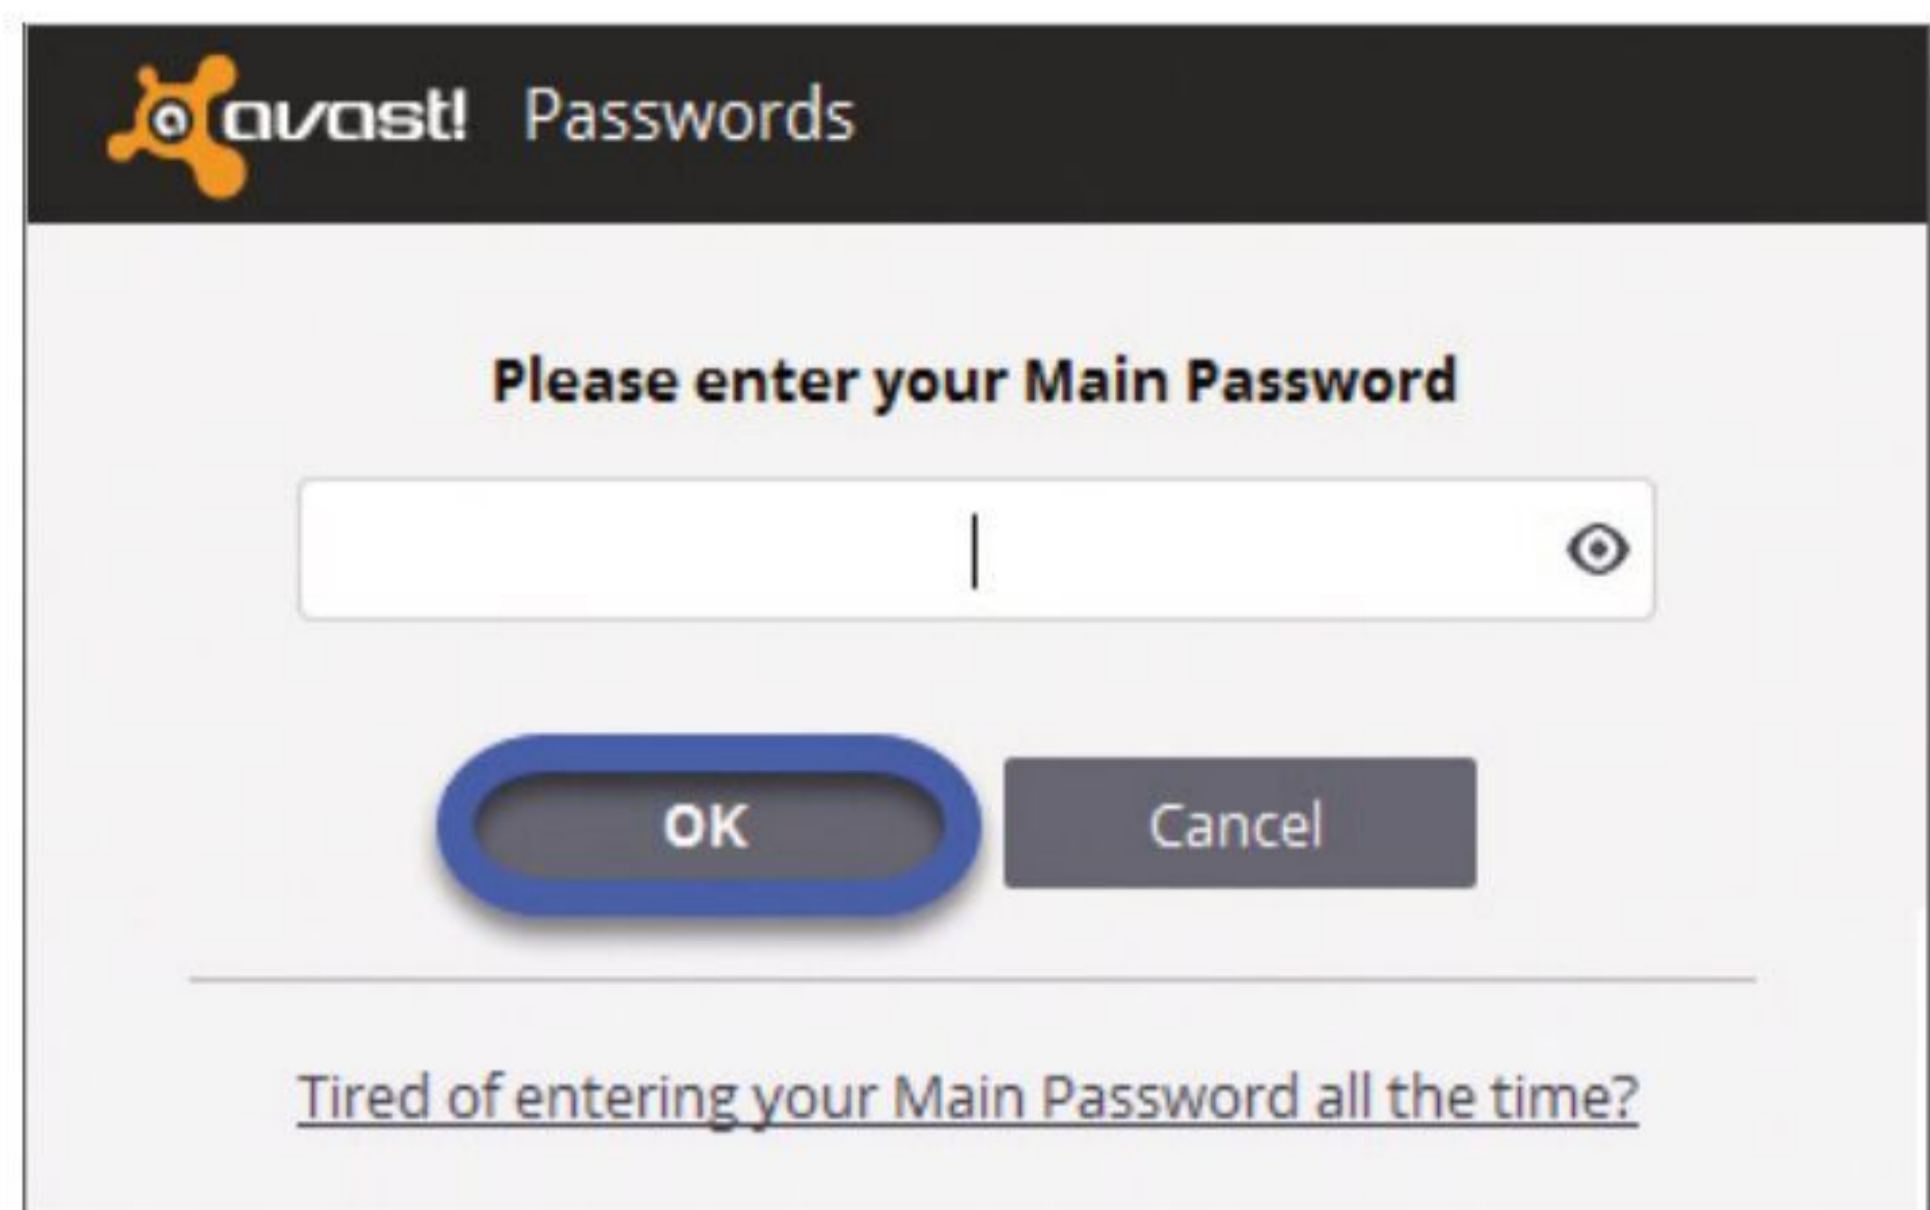 avast! Passwords
Please enter your Main Password
OK Cancel
Tired of entering your Main Password all the time?